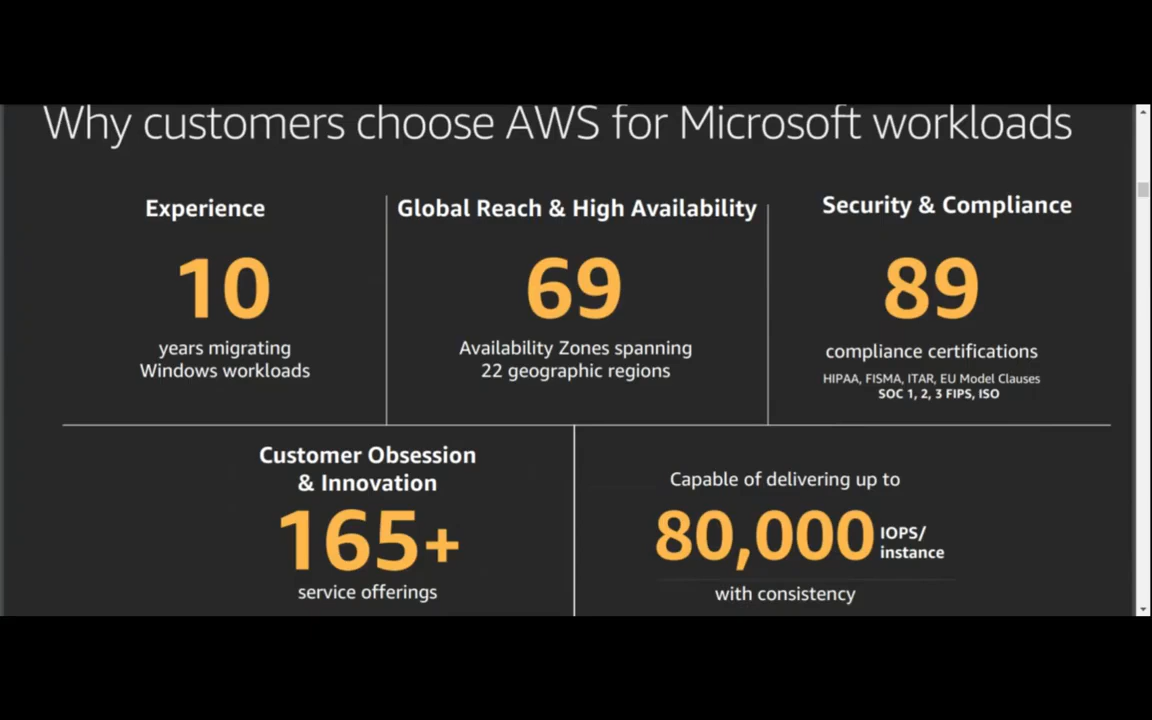 Why customers choose AWS for Microsoft workloads
Experience
10
years migrating
Windows workloads
Global Reach & High Availability
69
Availability Zones spanning
22 geographic regions
Security & Compliance
89
compliance certifications
HIPAA, FISMA, ITAR, EU Model Clauses
SOC 1, 2, 3 FIPS, ISO
Customer Obsession
& Innovation
165+
service offerings
Capable of delivering up to
80,000 IOPS/
instance
with consistency